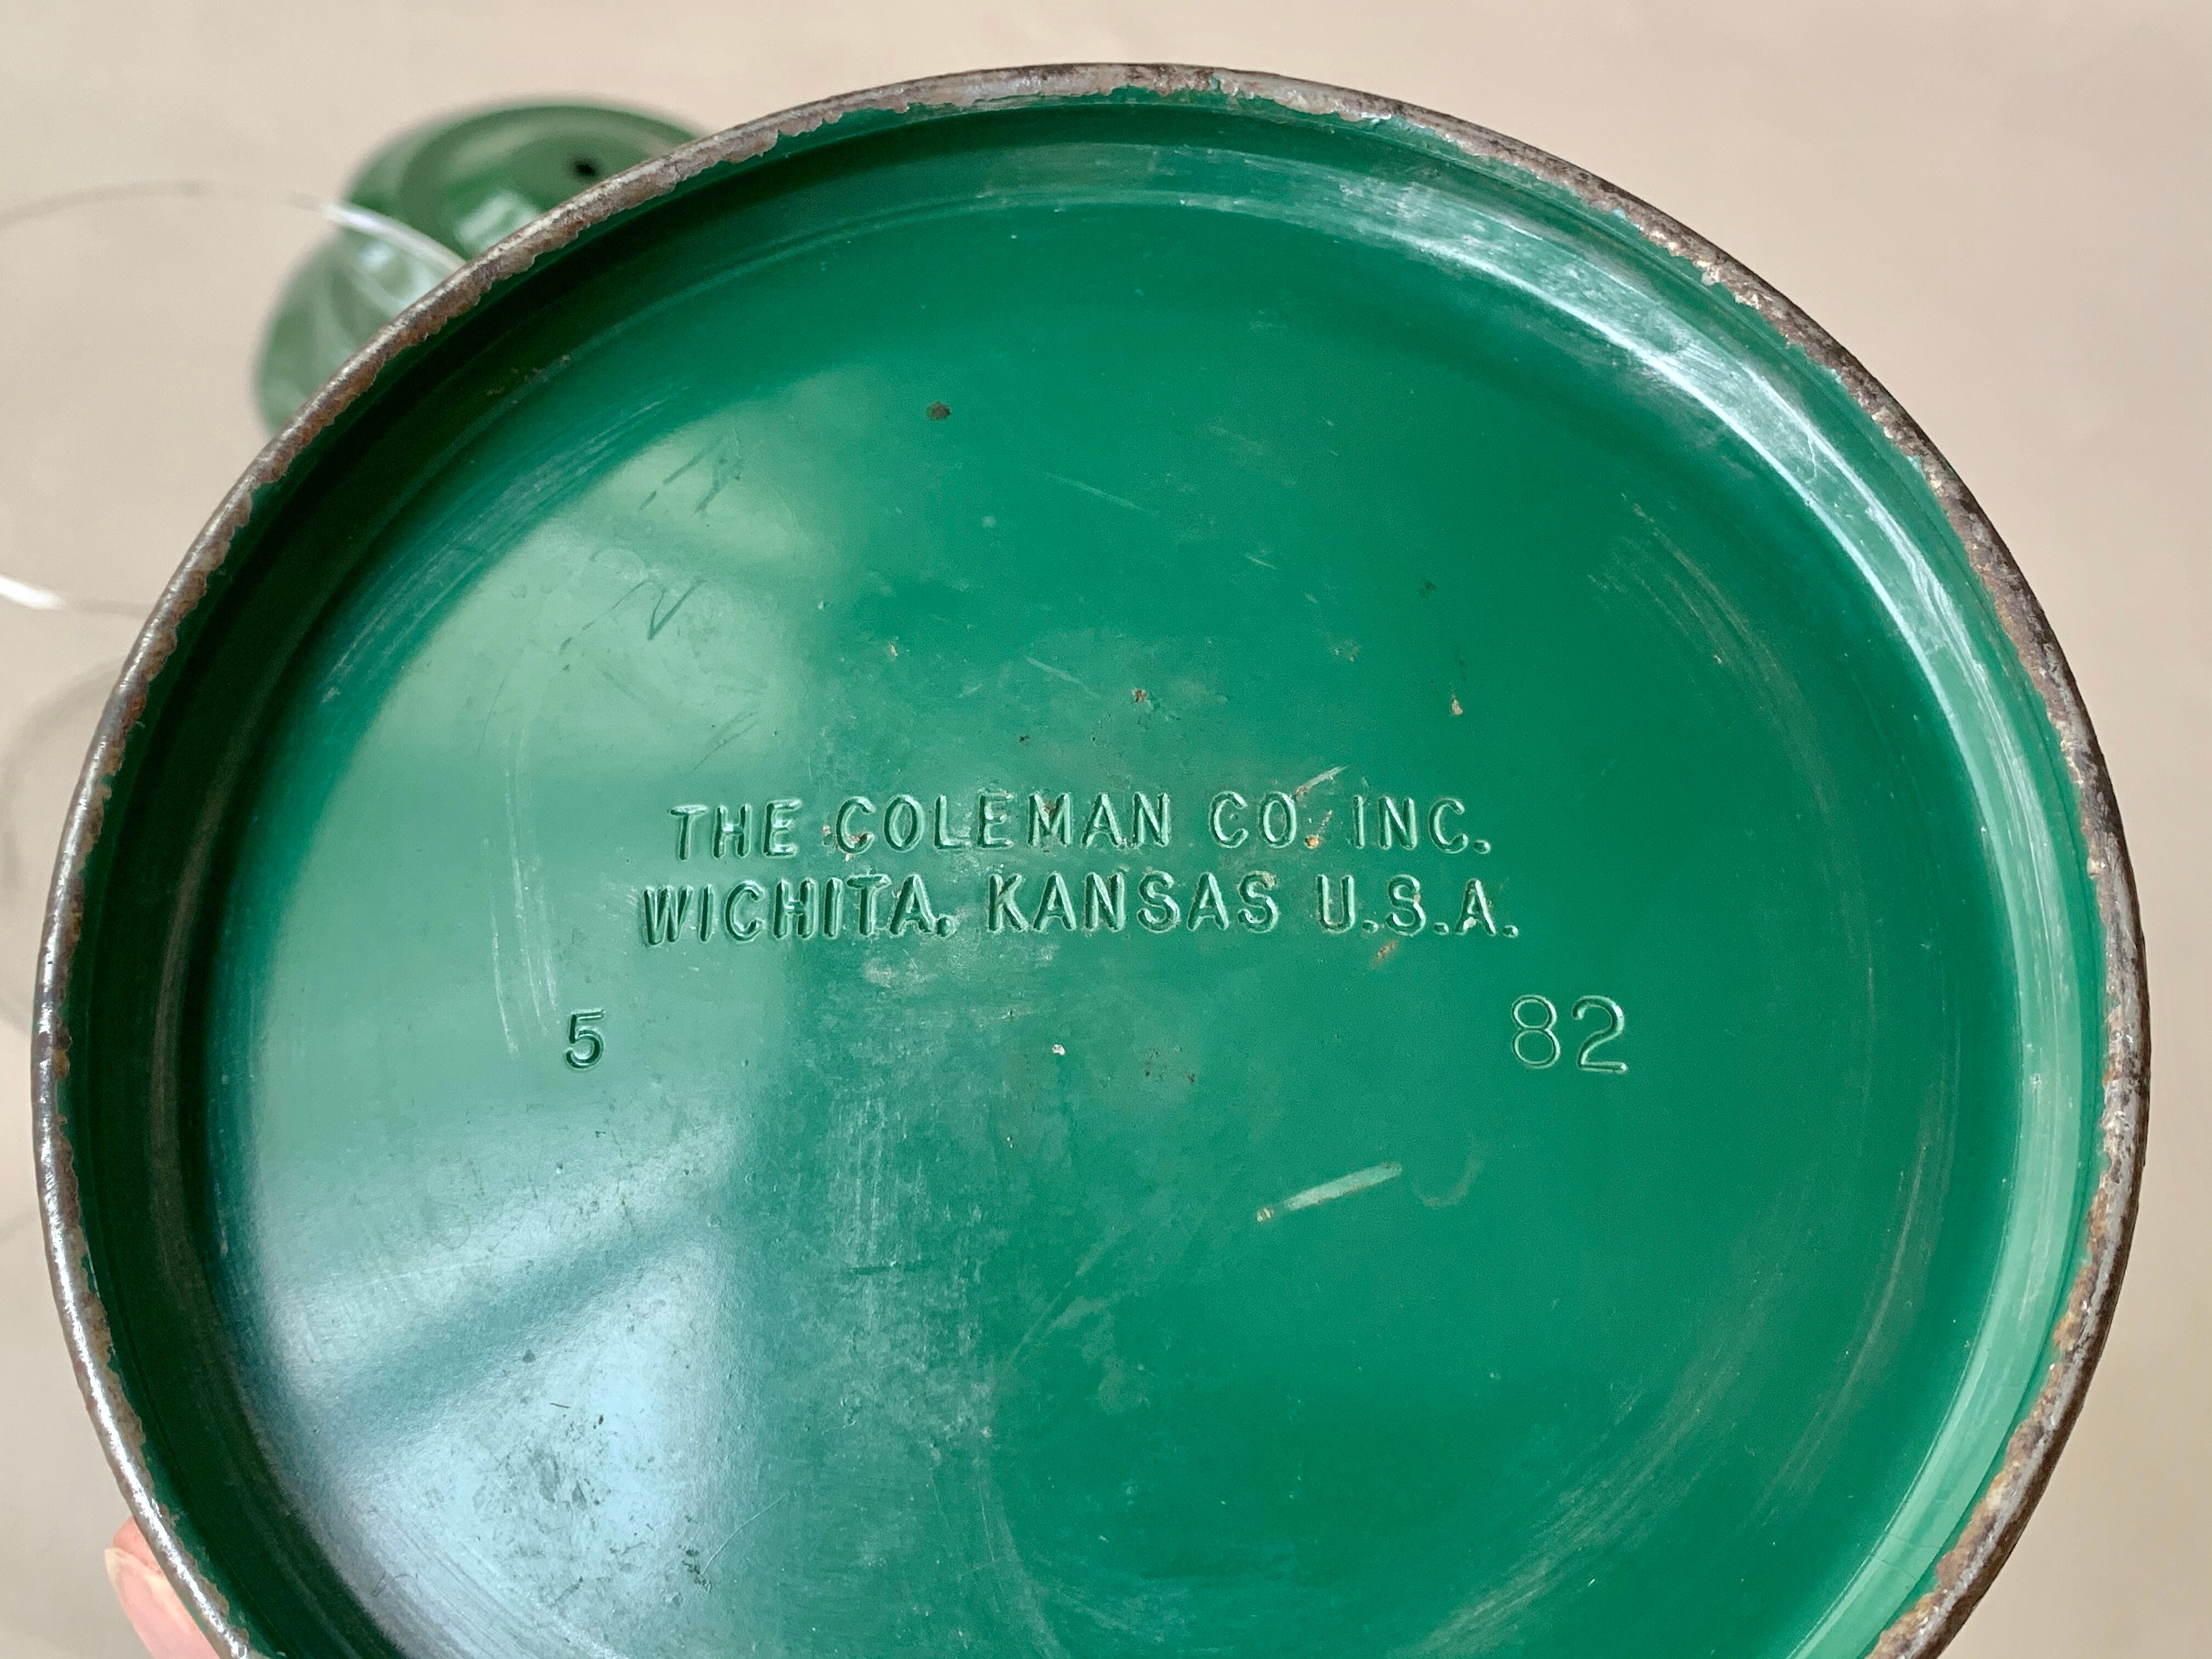 THE COLEMAN CO. INC.
WICHITA, KANSAS U.S.A.
5 82